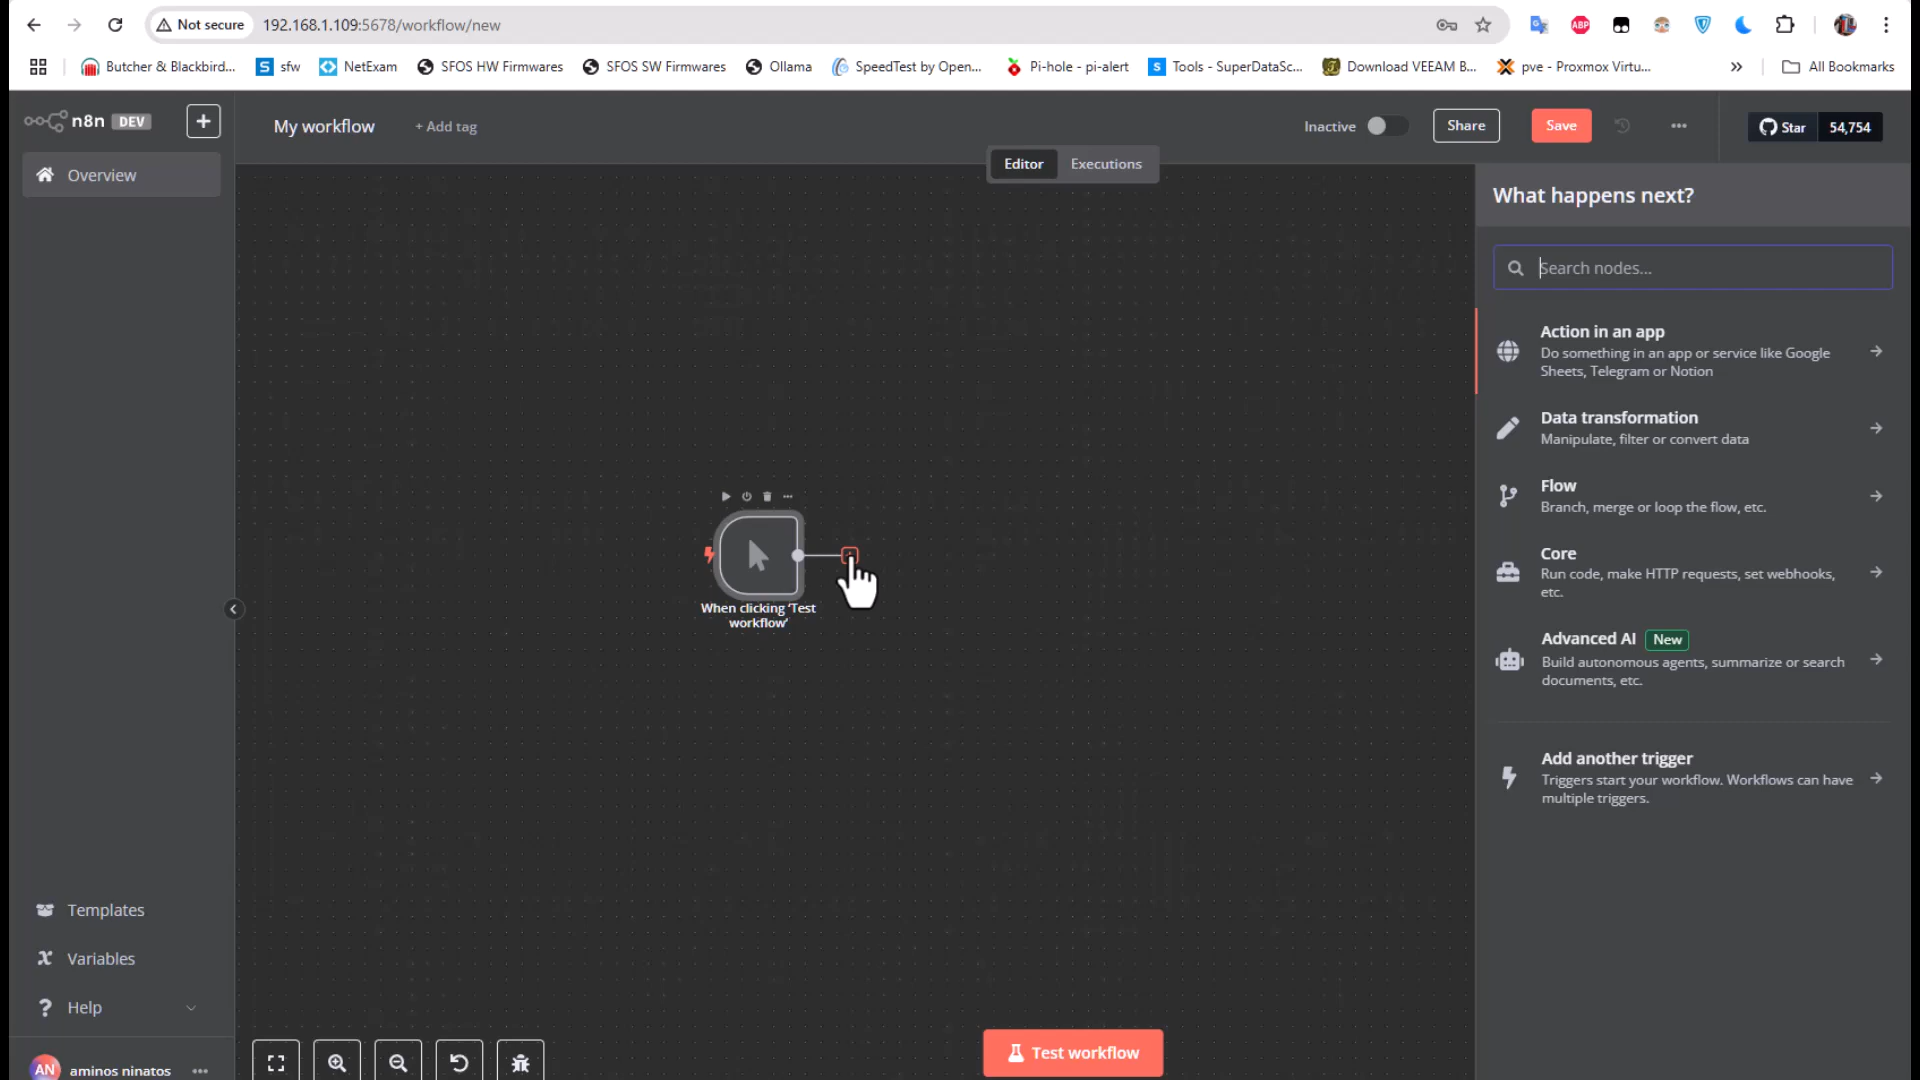 Not secure 192.168.1.109:5678/workflow/new
ABP
Butcher & Blackbird... S sfw NetExam SFOS HW Firmwares SFOS SW Firmwares Ollama SpeedTest by Open... Pi-hole - pi-alert S Tools - SuperDataSc... Download VEEAM B... pve - Proxmox Virtu... » All Bookmarks
n8n DEV +
My workflow + Add tag Inactive Share Save ... Star 54,754
Editor Executions
Overview
What happens next?
Search nodes...
Action in an app
Do something in an app or service like Google
Sheets, Telegram or Notion
Data transformation
Manipulate, filter or convert data
Flow
Branch, merge or loop the flow, etc.
Core
Run code, make HTTP requests, set webhooks,
etc.
Advanced AI New
Build autonomous agents, summarize or search
documents, etc.
Add another trigger
Triggers start your workflow. Workflows can have
multiple triggers.
When clicking ‘Test
workflow’
Templates
Variables
? Help
AN aminos ninatos ...
Test workflow